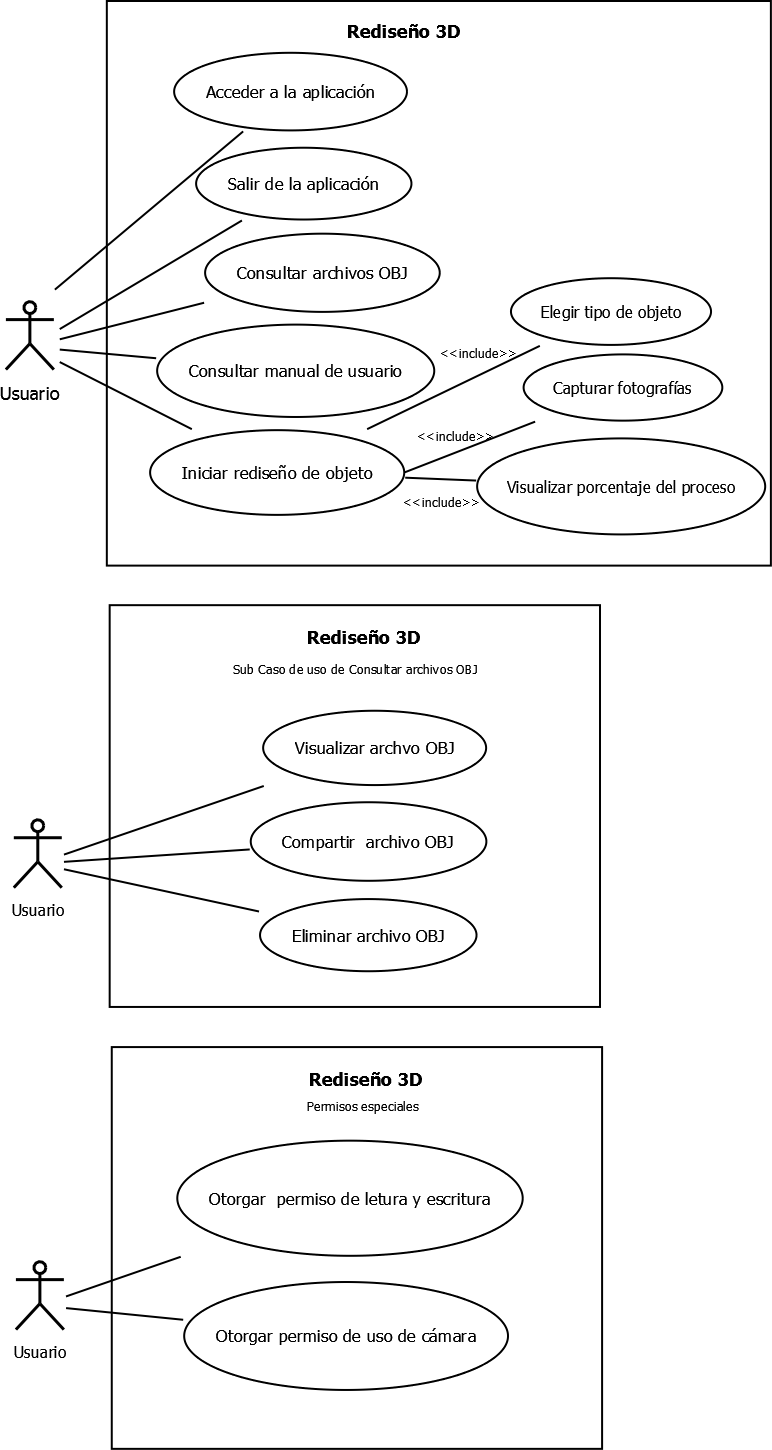 Rediseño 3D
Acceder a la aplicación
Salir de la aplicación
Consultar archivos OBJ
Elegir tipo de objeto
<<include>>
Consultar manual de usuario
Capturar fotografías
Usuario
<<include>>
Iniciar rediseño de objeto
Visualizar porcentaje del proceso
<<include>>
Rediseño 3D
Sub Caso de uso de Consultar archivos OBJ
Visualizar archvo OBJ
Compartir  archivo OBJ
Usuario
Eliminar archivo OBJ
Rediseño 3D
Permisos especiales
Otorgar  permiso de letura y escritura
Otorgar permiso de uso de cámara
Usuario